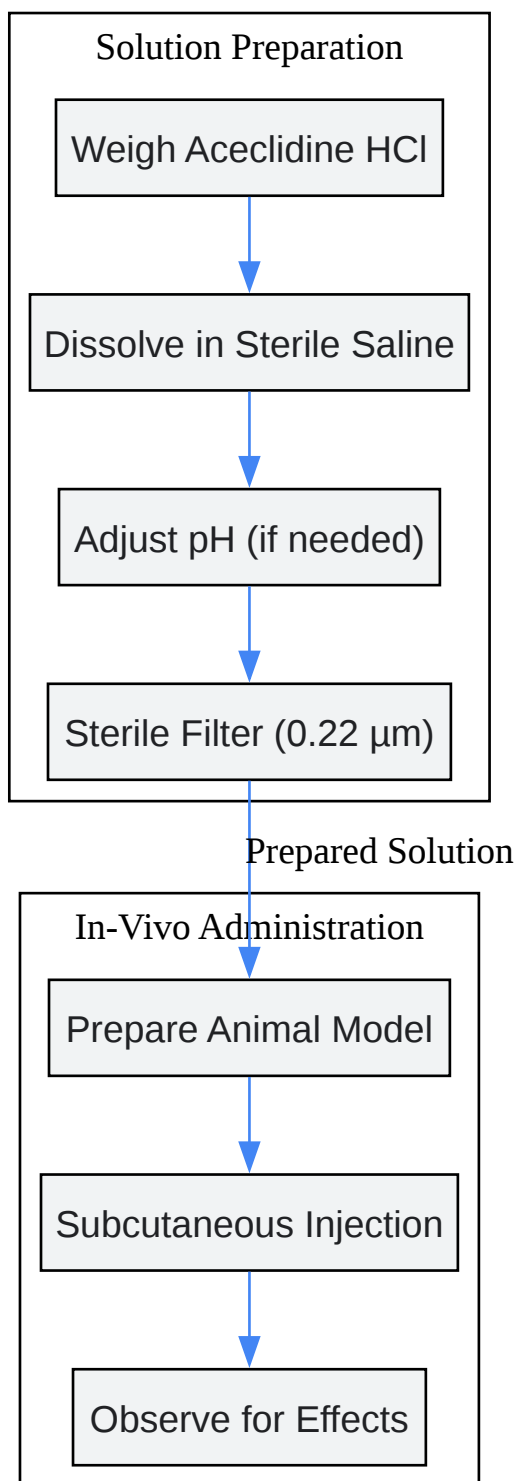 Solution Preparation
Weigh Aceclidine HCl
Dissolve in Sterile Saline
Adjust pH (if needed)
Sterile Filter (0.22 µm)
Prepared Solution
In-Vivo Administration
Prepare Animal Model
Subcutaneous Injection
Observe for Effects